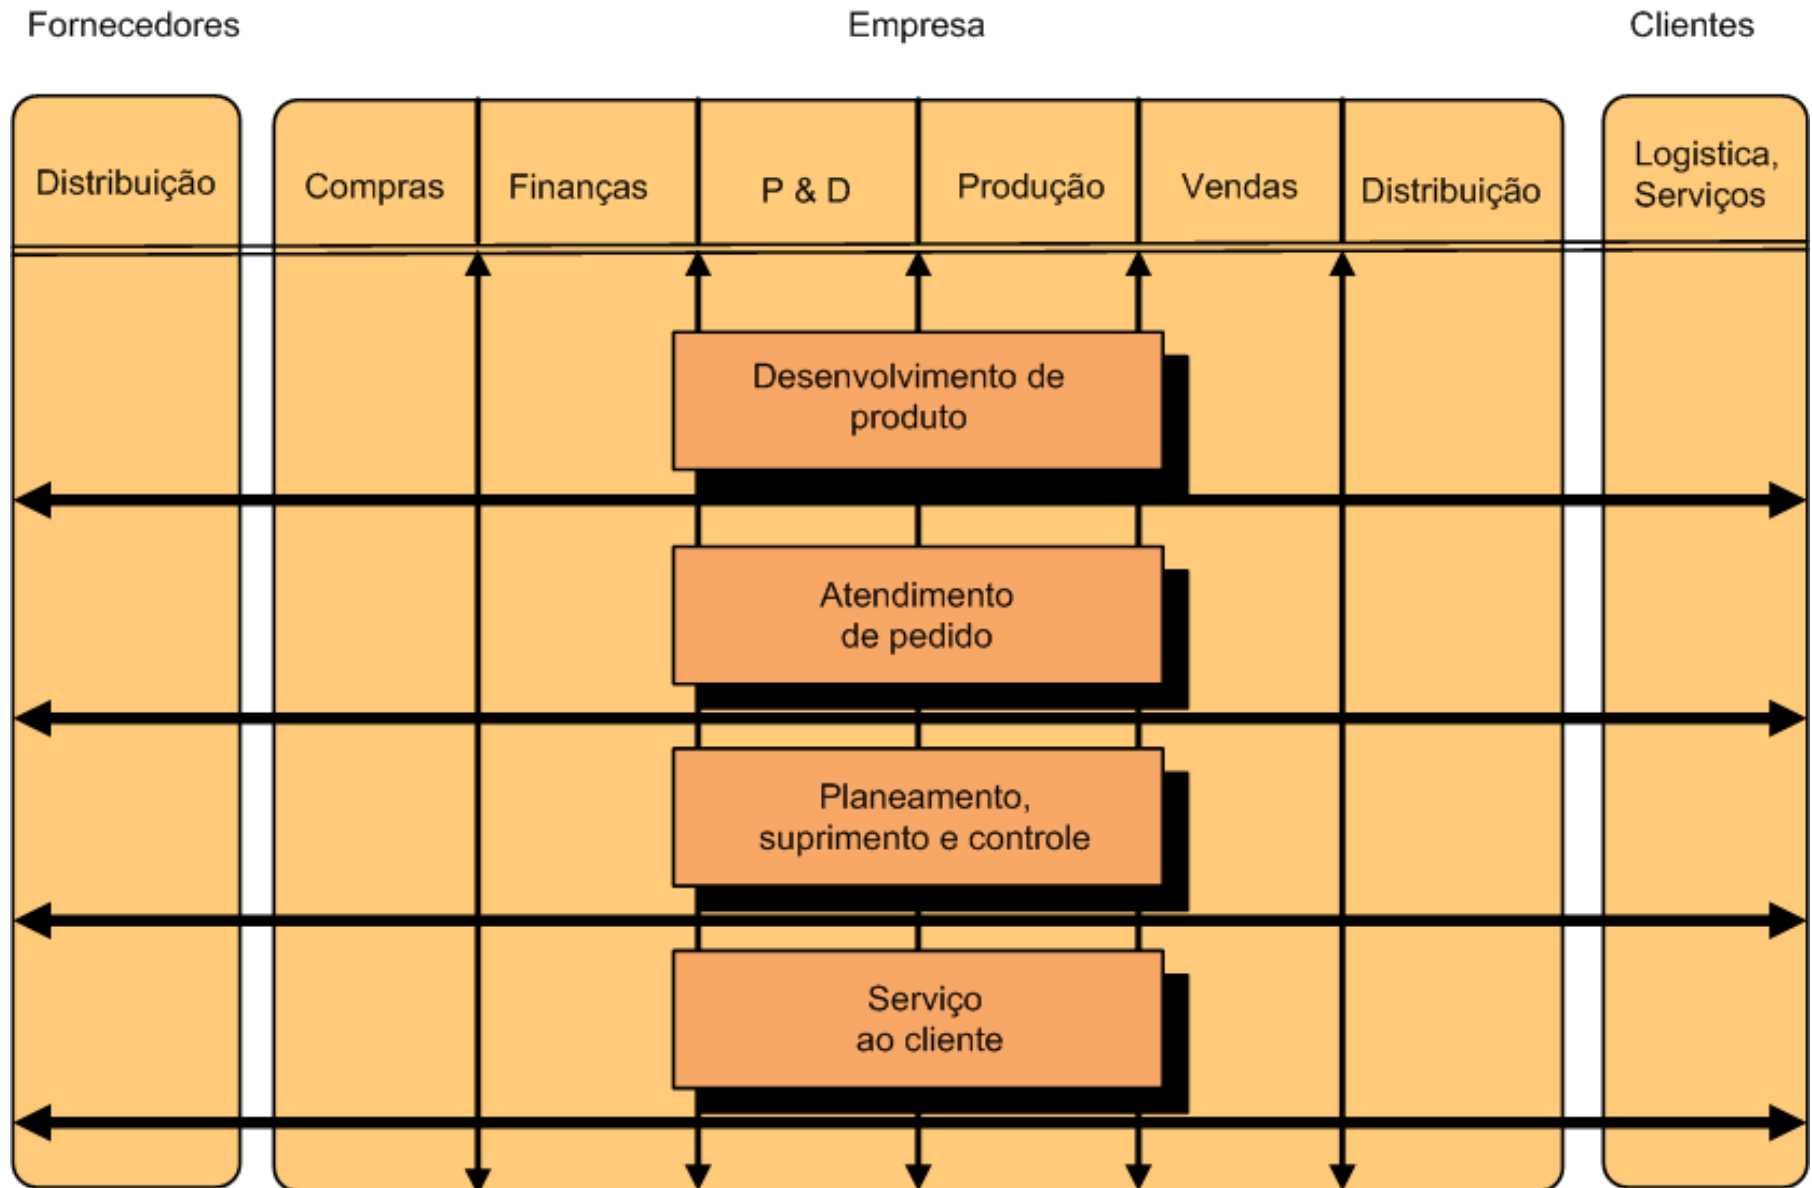 Fornecedores
Empresa
Clientes
Distribuição
Compras
Finanças
P & D
Produção
Vendas
Distribuição
Logistica,
Serviços
Desenvolvimento de
produto
Atendimento
de pedido
Planeamento,
suprimento e controle
Serviço
ao cliente